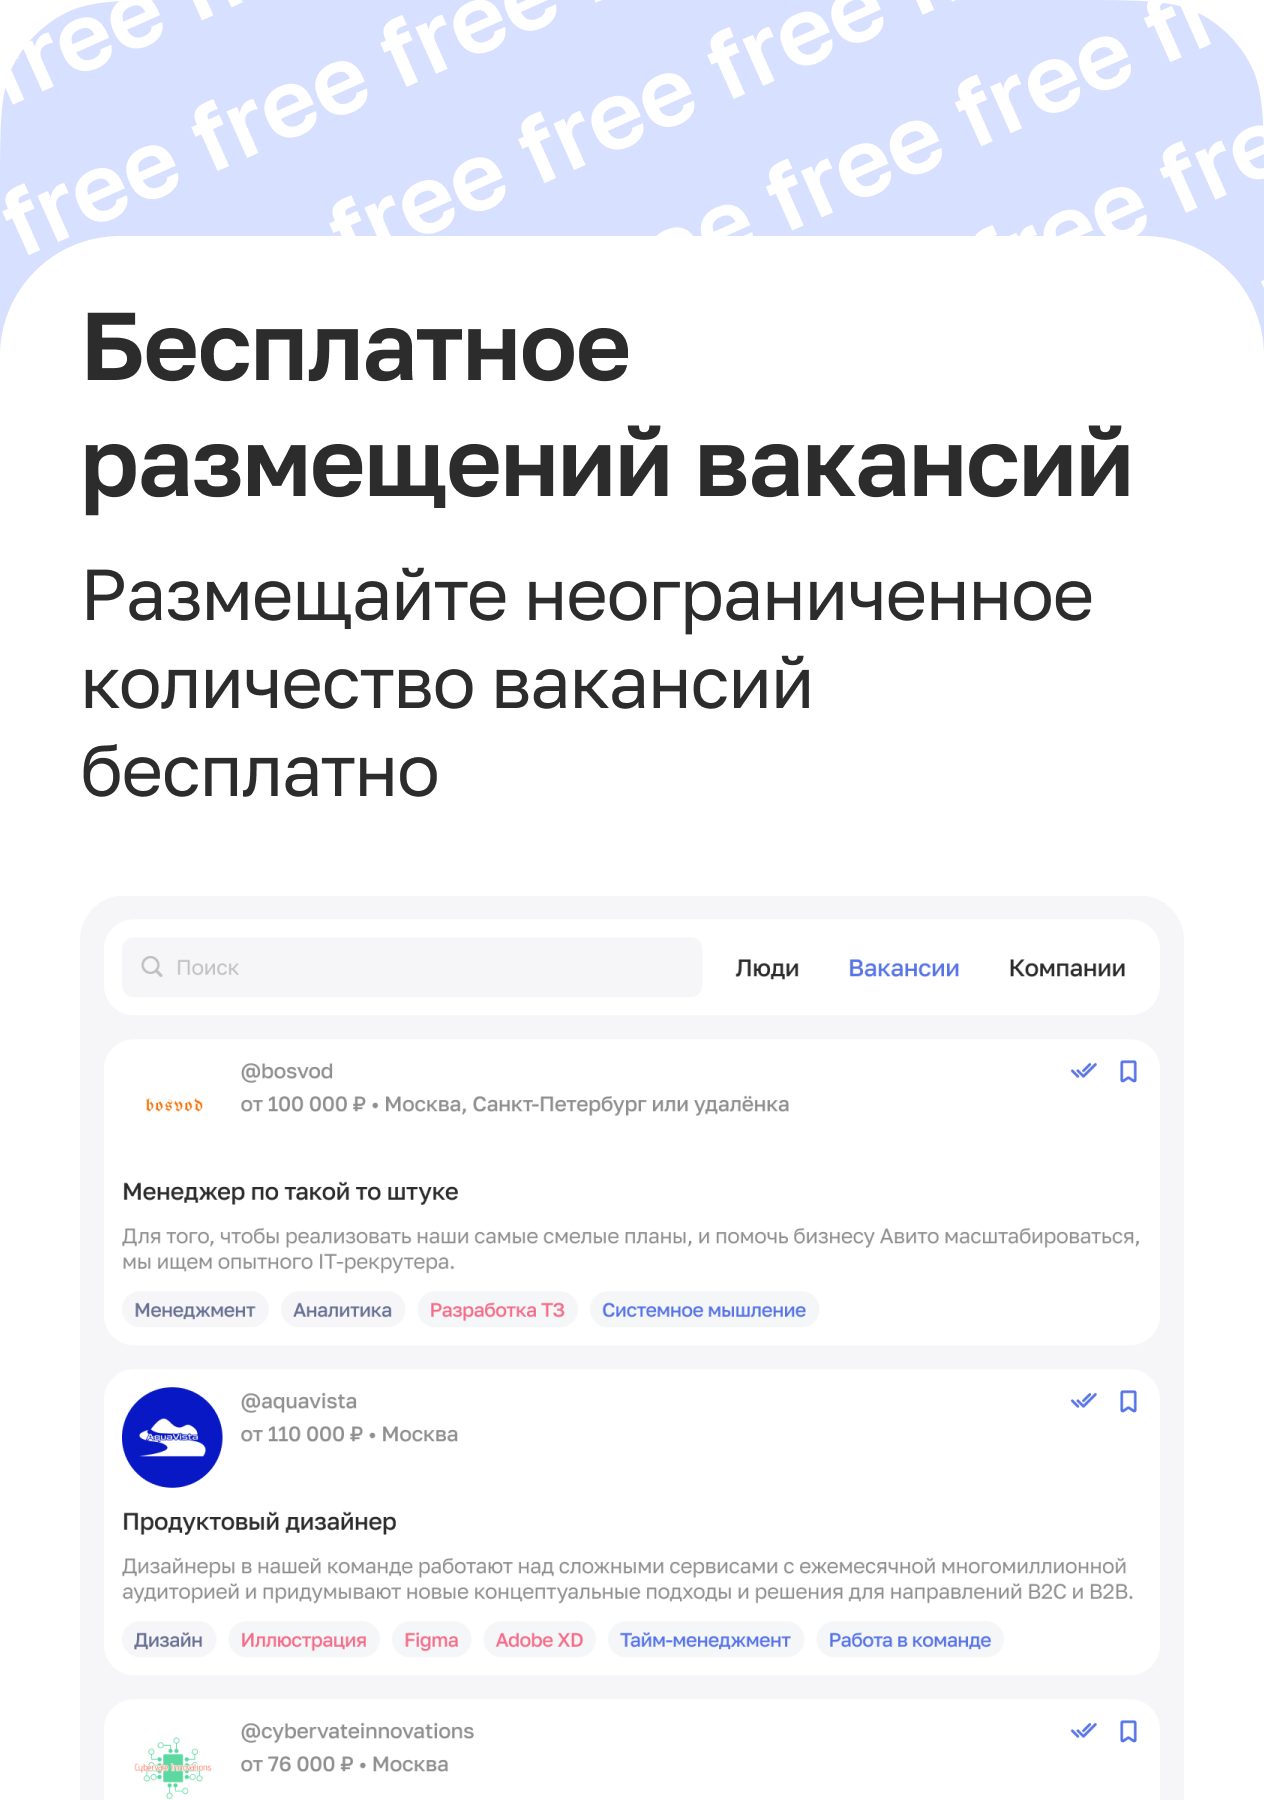 free free free free
free free free free free
free free free free
Бесплатное
размещений вакансий
Размещайте неограниченное
количество вакансий
бесплатно
Поиск Люди Вакансии Компании
@bosvod
bosvod
от 100 000 ₽ • Москва, Санкт-Петербург или удалёнка
Менеджер по такой то штуке
Для того, чтобы реализовать наши самые смелые планы, и помочь бизнесу Авито масштабироваться,
мы ищем опытного IT-рекрутера.
Менеджмент Аналитика Разработка ТЗ Системное мышление
@aquavista
AquaVista
от 110 000 ₽ • Москва
Продуктовый дизайнер
Дизайнеры в нашей команде работают над сложными сервисами с ежемесячной многомиллионной
аудиторией и придумывают новые концептуальные подходы и решения для направлений B2C и B2B.
Дизайн Иллюстрация Figma Adobe XD Тайм-менеджмент Работа в команде
@cybervateinnovations
от 76 000 ₽ • Москва
Cybervate Innovations